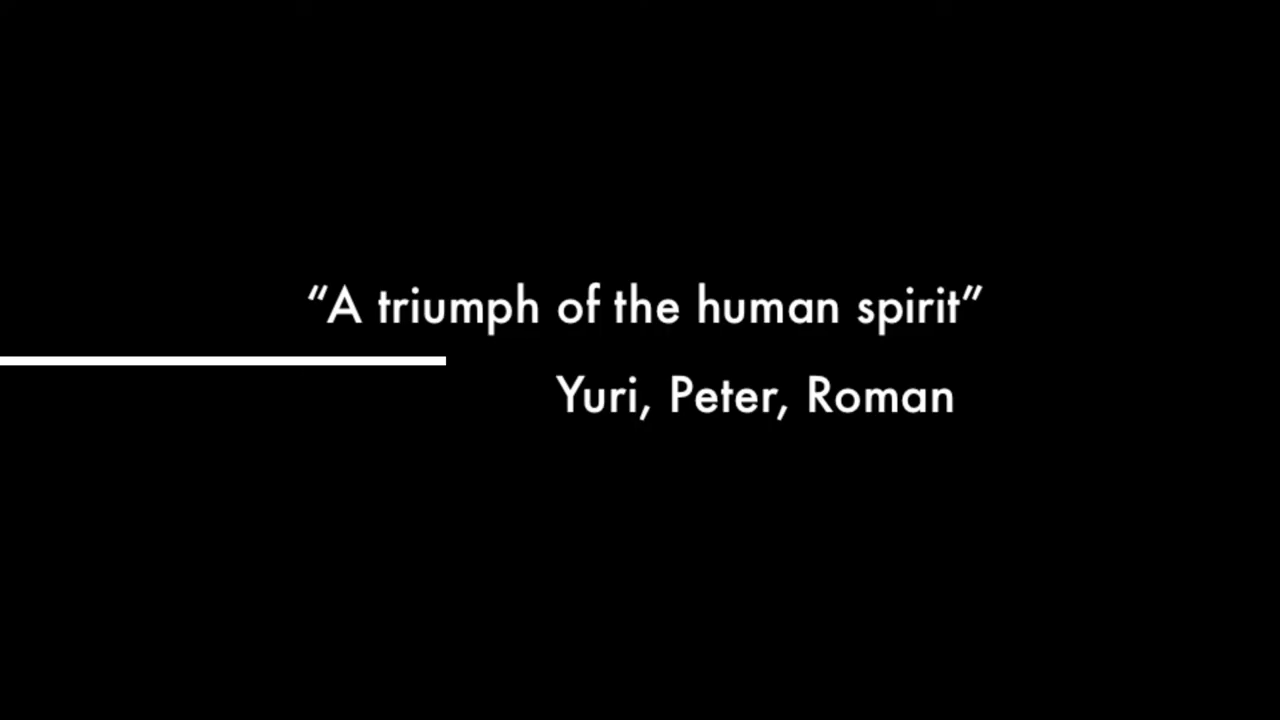 “A triumph of the human spirit”
Yuri, Peter, Roman